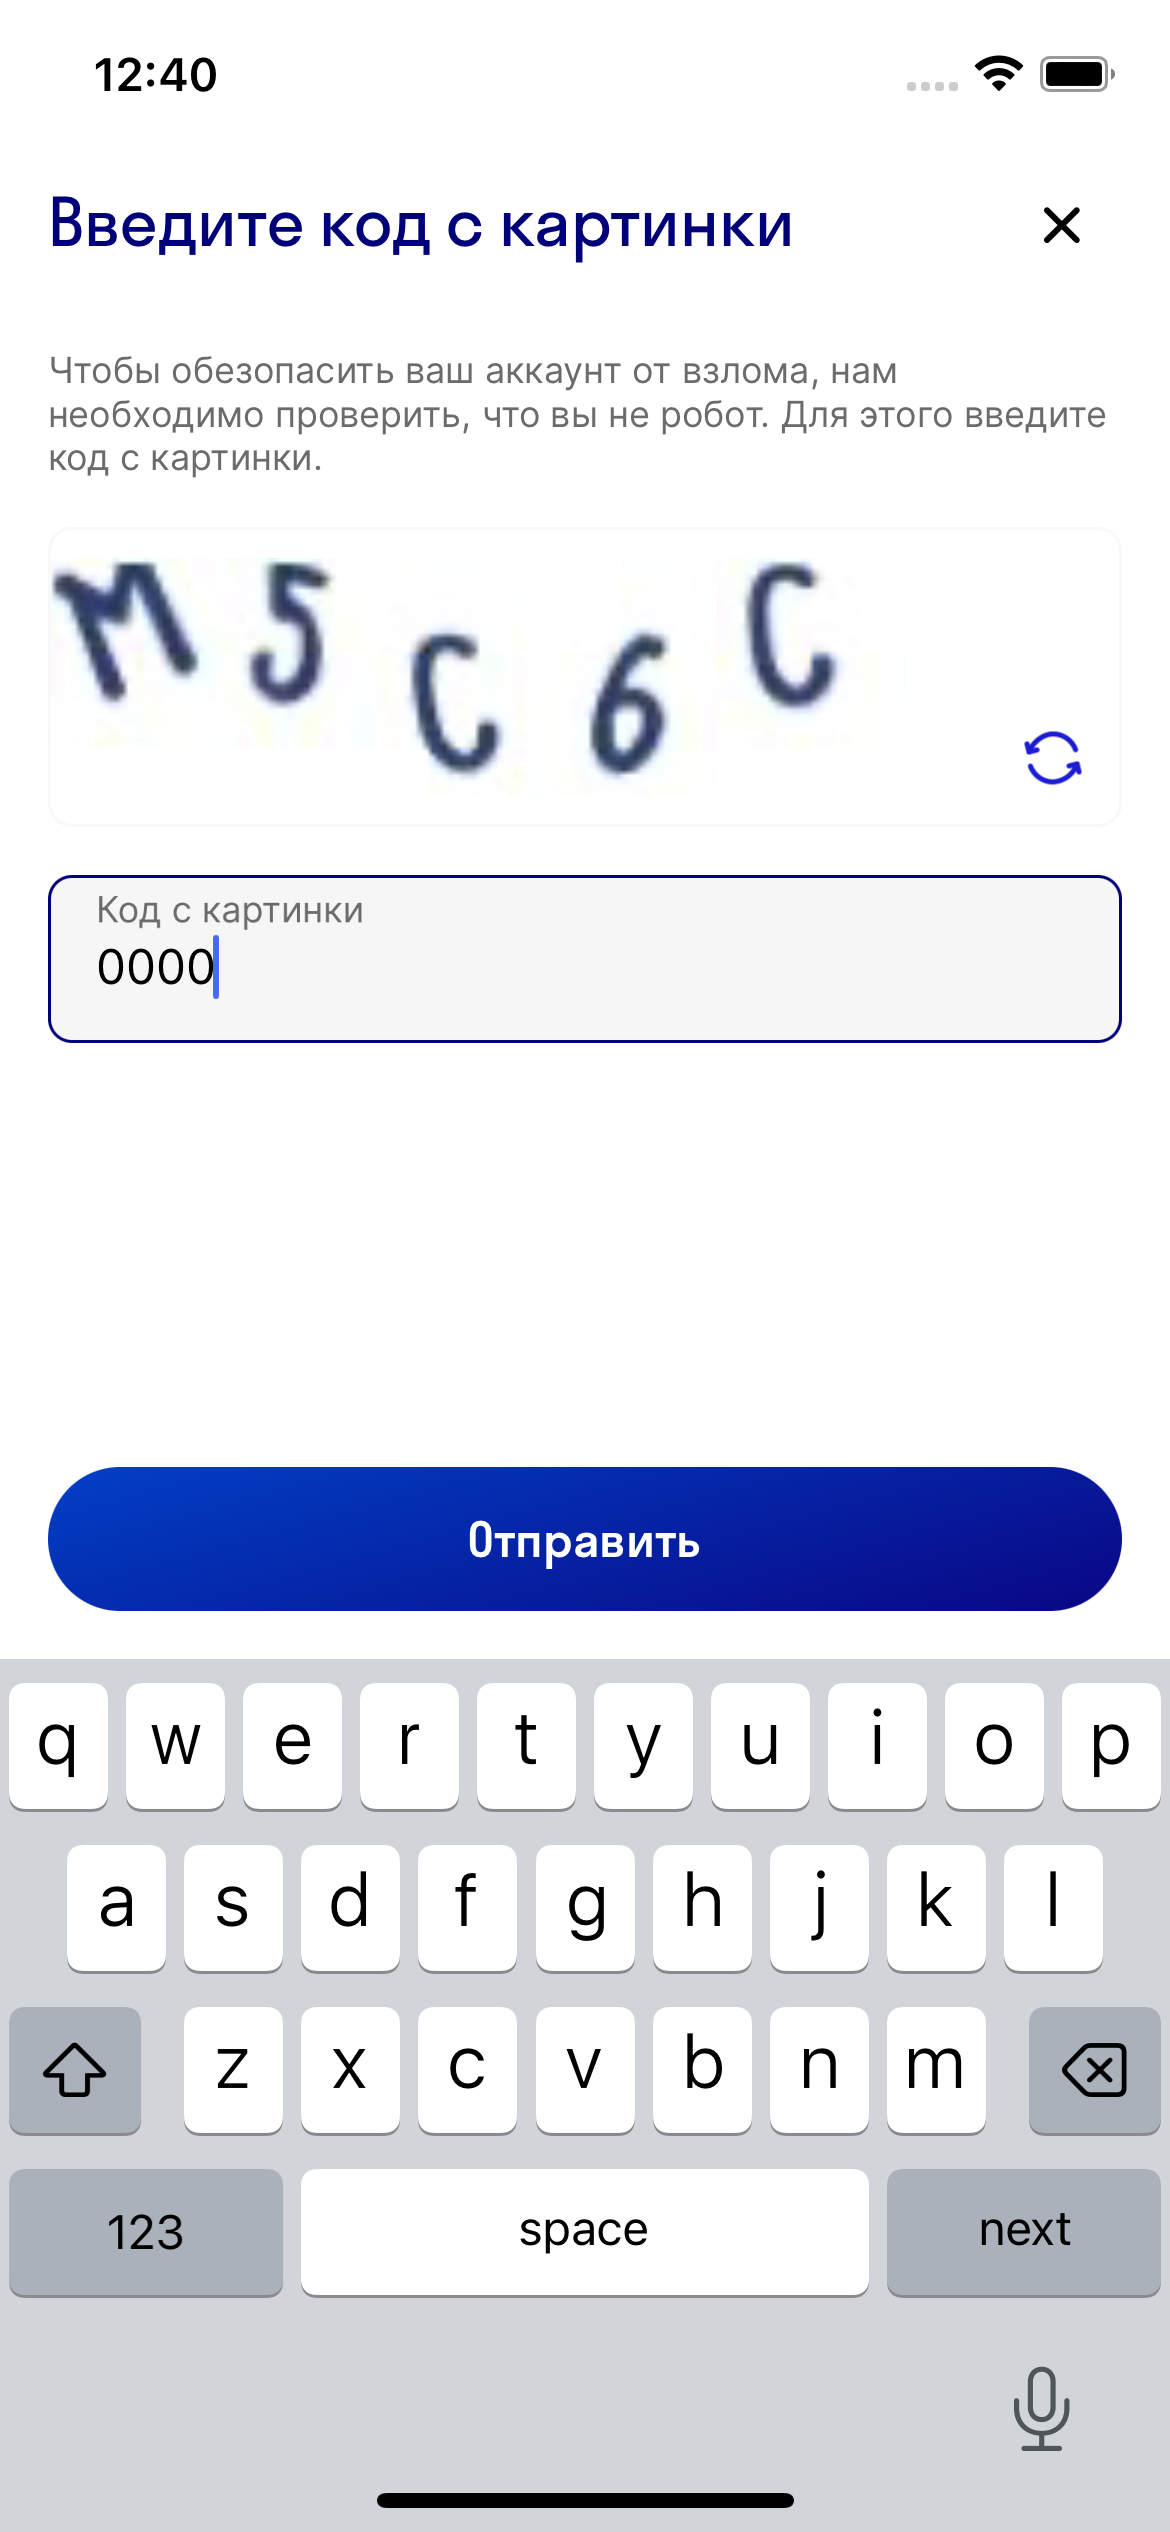 12:40
Введите код с картинки
Чтобы обезопасить ваш аккаунт от взлома, нам
необходимо проверить, что вы не робот. Для этого введите
код с картинки.
M5C6C
Код с картинки
0000
Отправить
q w e r t y u i o p
a s d f g h j k l
z x c v b n m
123 space next